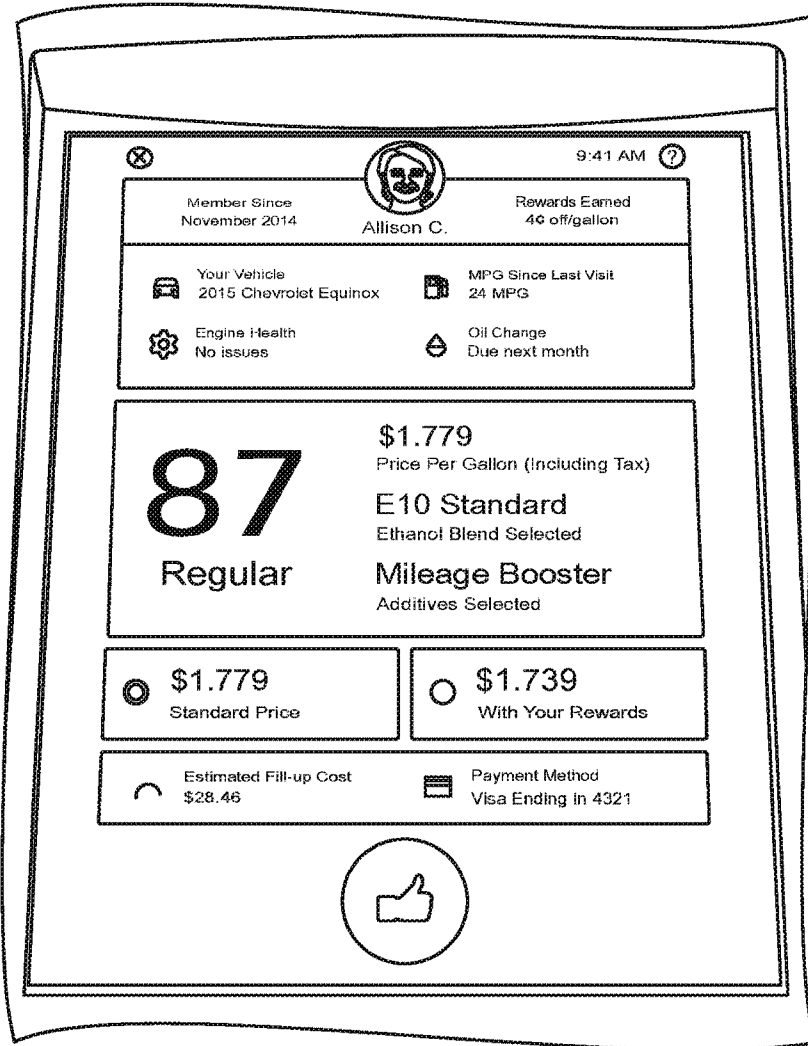 9:41 AM ?
Member Since
November 2014
Allison C.
Rewards Earned
4¢ off/gallon
Your Vehicle
2015 Chevrolet Equinox
MPG Since Last Visit
24 MPG
Engine Health
No issues
Oil Change
Due next month
87
Regular
$1.779
Price Per Gallon (Including Tax)
E10 Standard
Ethanol Blend Selected
Mileage Booster
Additives Selected
$1.779
Standard Price
$1.739
With Your Rewards
Estimated Fill-up Cost
$28.46
Payment Method
Visa Ending in 4321